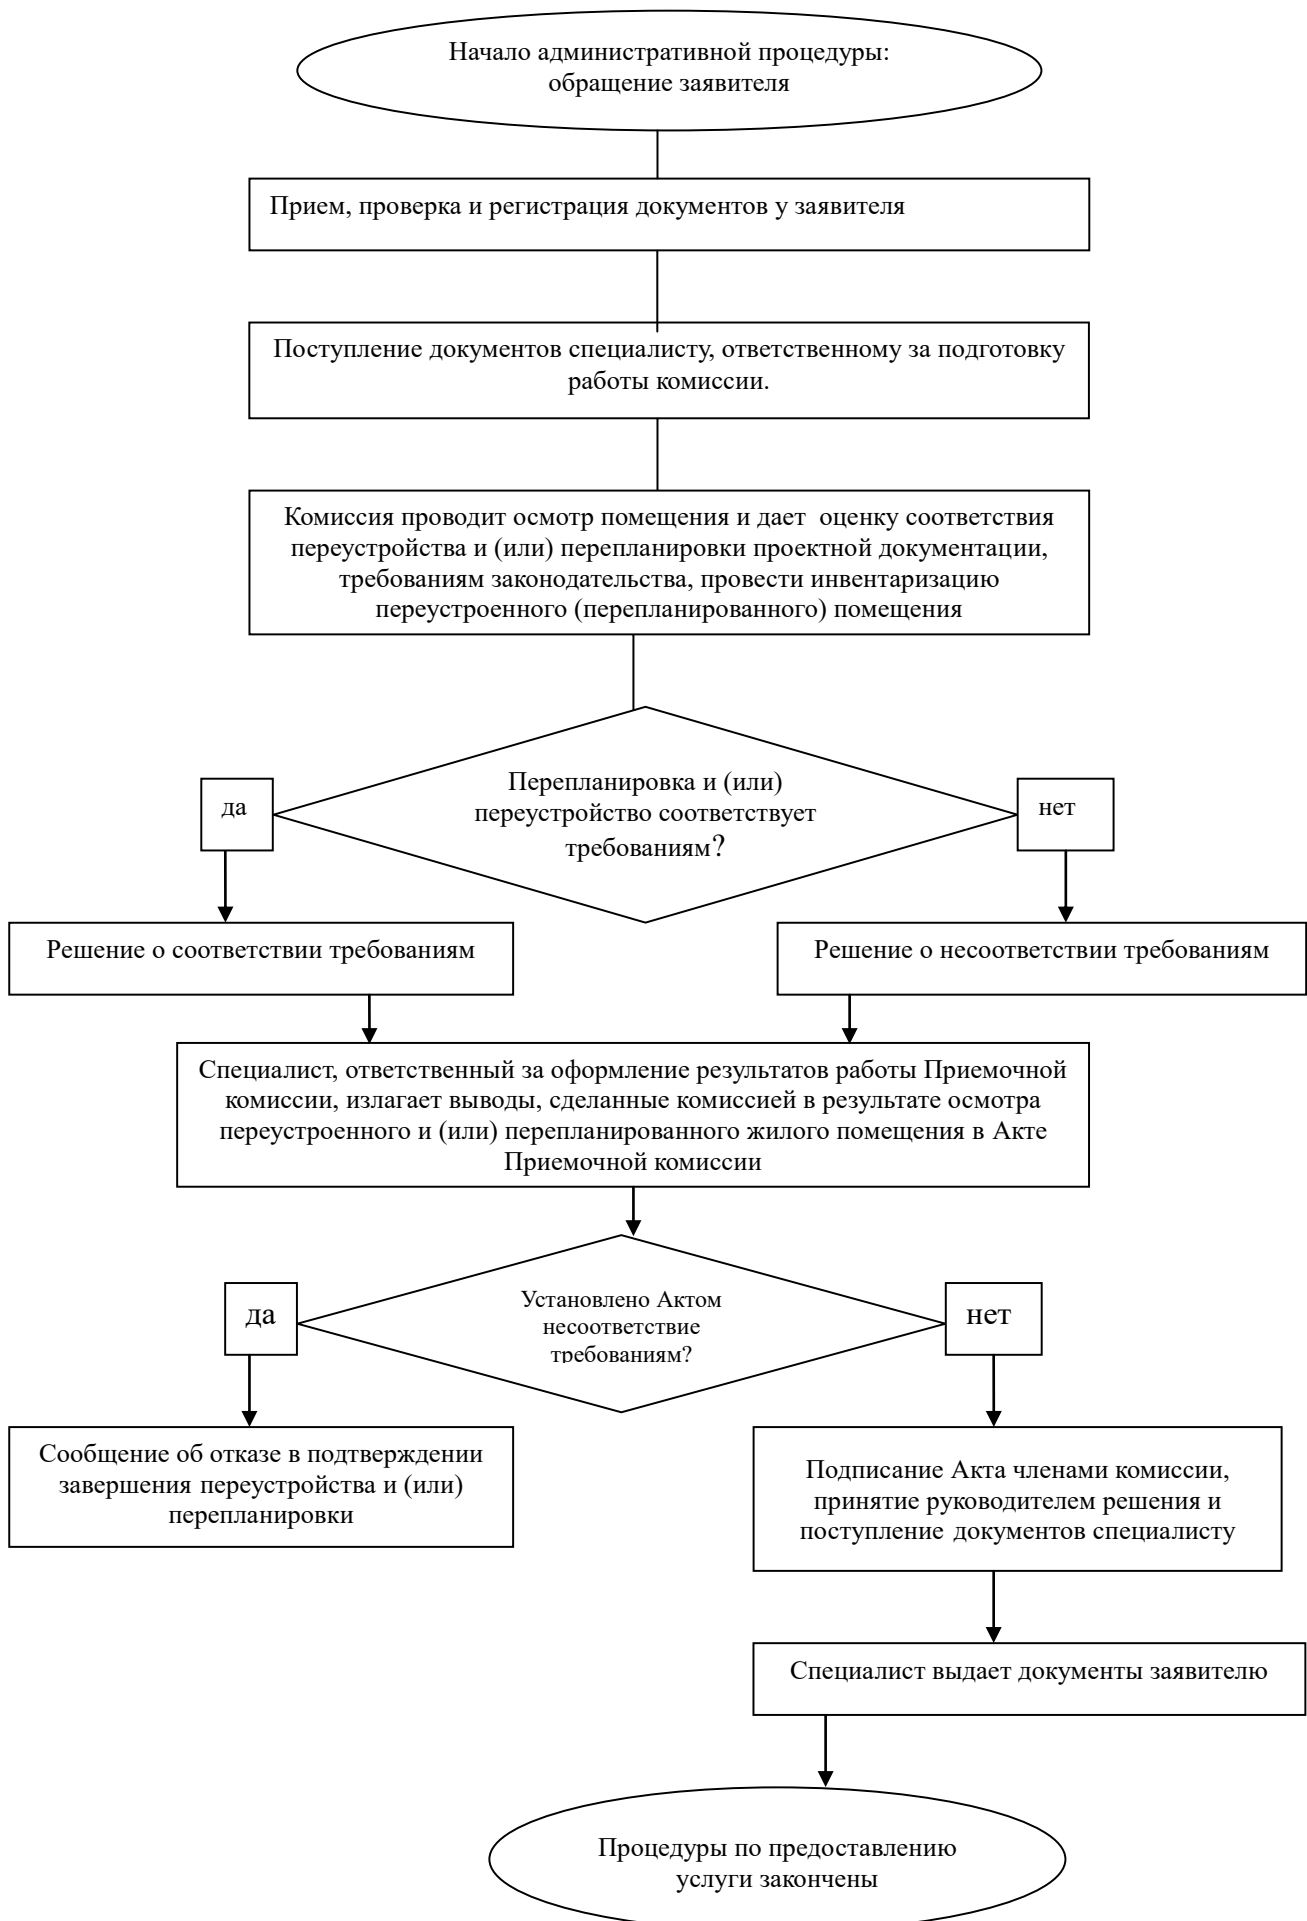 Начало административной процедуры:
обращение заявителя
Прием, проверка и регистрация документов у заявителя
Поступление документов специалисту, ответственному за подготовку
работы комиссии.
Комиссия проводит осмотр помещения и дает оценку соответствия
переустройства и (или) перепланировки проектной документации,
требованиям законодательства, провести инвентаризацию
переустроенного (перепланированного) помещения
Перепланировка и (или)
переустройство соответствует
требованиям?
да
нет
Решение о соответствии требованиям
Решение о несоответствии требованиям
Специалист, ответственный за оформление результатов работы Приемочной
комиссии, излагает выводы, сделанные комиссией в результате осмотра
переустроенного и (или) перепланированного жилого помещения в Акте
Приемочной комиссии
Установлено Актом
несоответствие
требованиям?
да
нет
Сообщение об отказе в подтверждении
завершения переустройства и (или)
перепланировки
Подписание Акта членами комиссии,
принятие руководителем решения и
поступление документов специалисту
Специалист выдает документы заявителю
Процедуры по предоставлению
услуги закончены